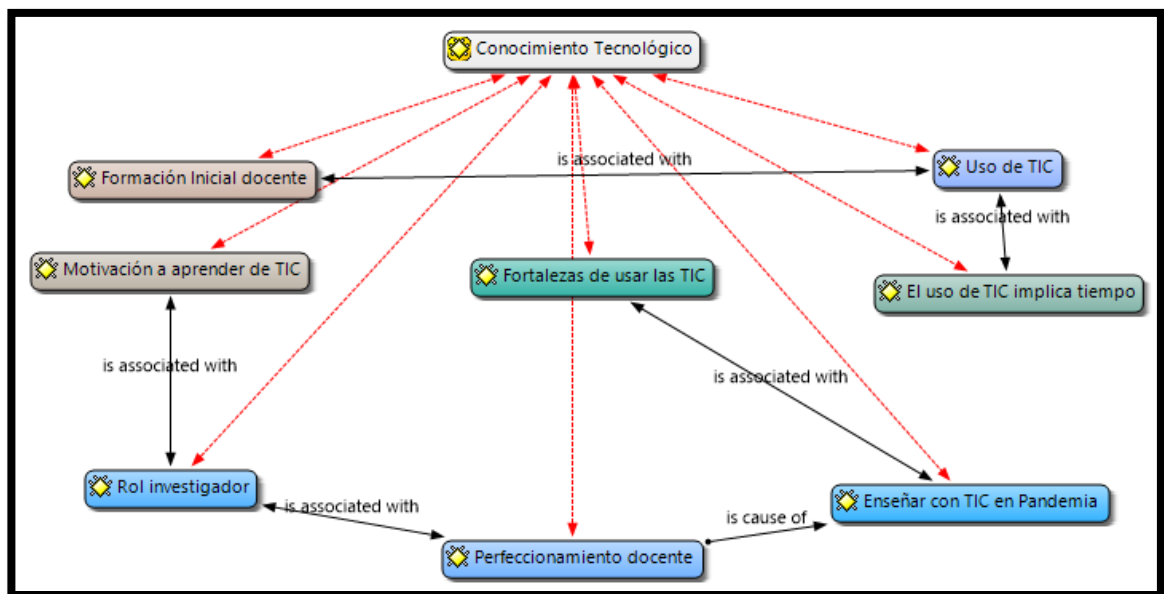 Conocimiento Tecnológico
is associated with
Formación Inicial docente
Uso de TIC
is associated with
Motivación a aprender de TIC
Fortalezas de usar las TIC
El uso de TIC implica tiempo
is associated with
is associated with
Rol investigador
is associated with
Enseñar con TIC en Pandemia
is cause of
Perfeccionamiento docente